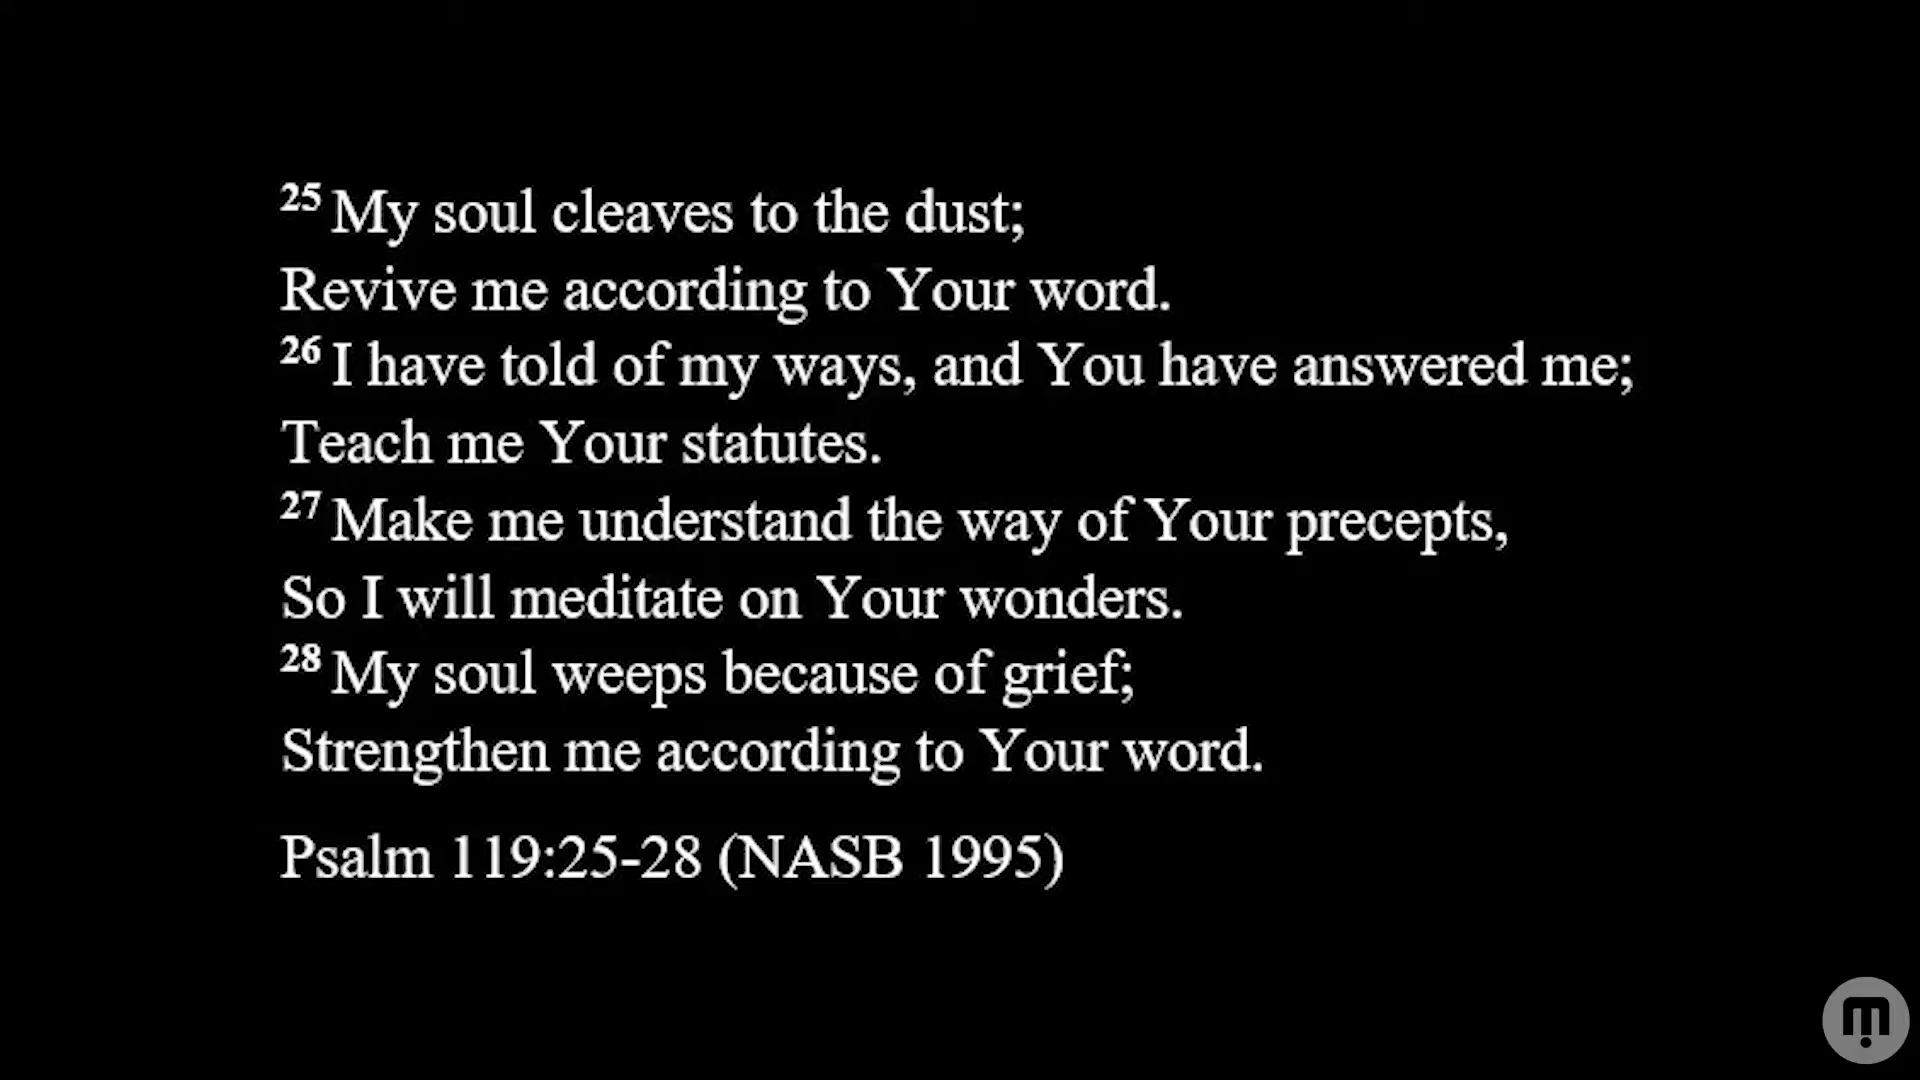 25 My soul cleaves to the dust;
Revive me according to Your word.
26 I have told of my ways, and You have answered me;
Teach me Your statutes.
27 Make me understand the way of Your precepts,
So I will meditate on Your wonders.
28 My soul weeps because of grief;
Strengthen me according to Your word.
Psalm 119:25-28 (NASB 1995)